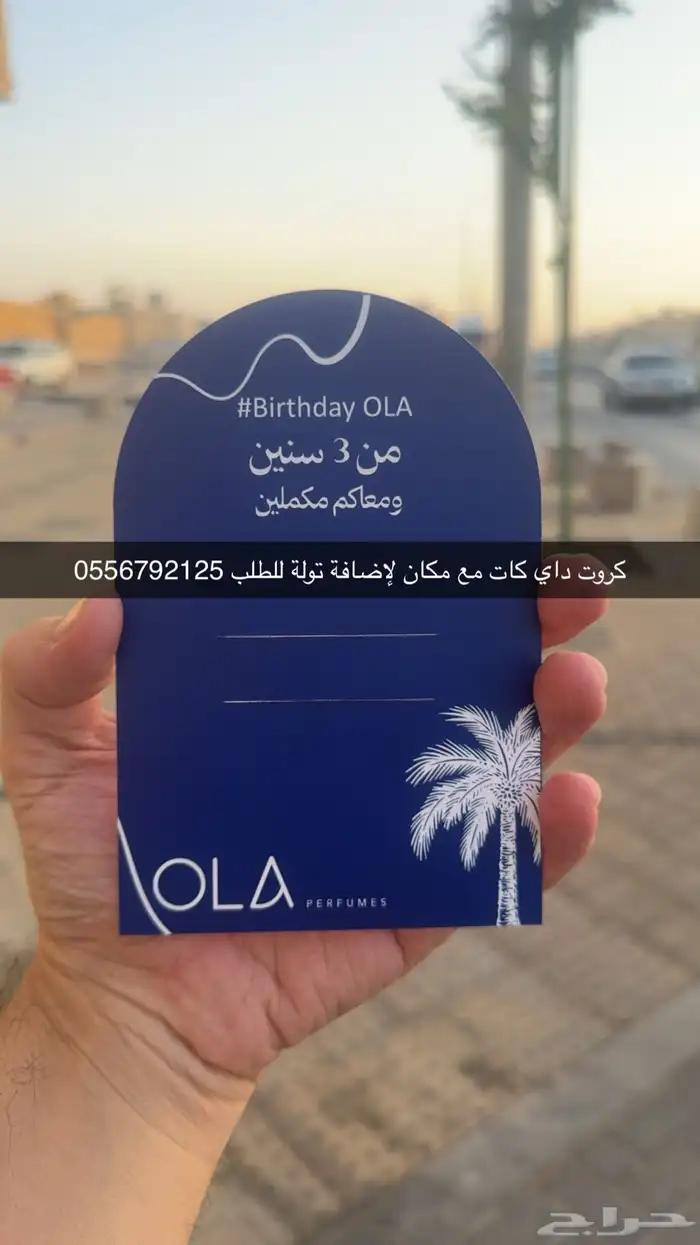 #Birthday OLA
من 3 سنين
ومعاكم مكملين
كروت داي كات مع مكان لإضافة تولة للطلب 0556792125
OLA PERFUMES
حراج